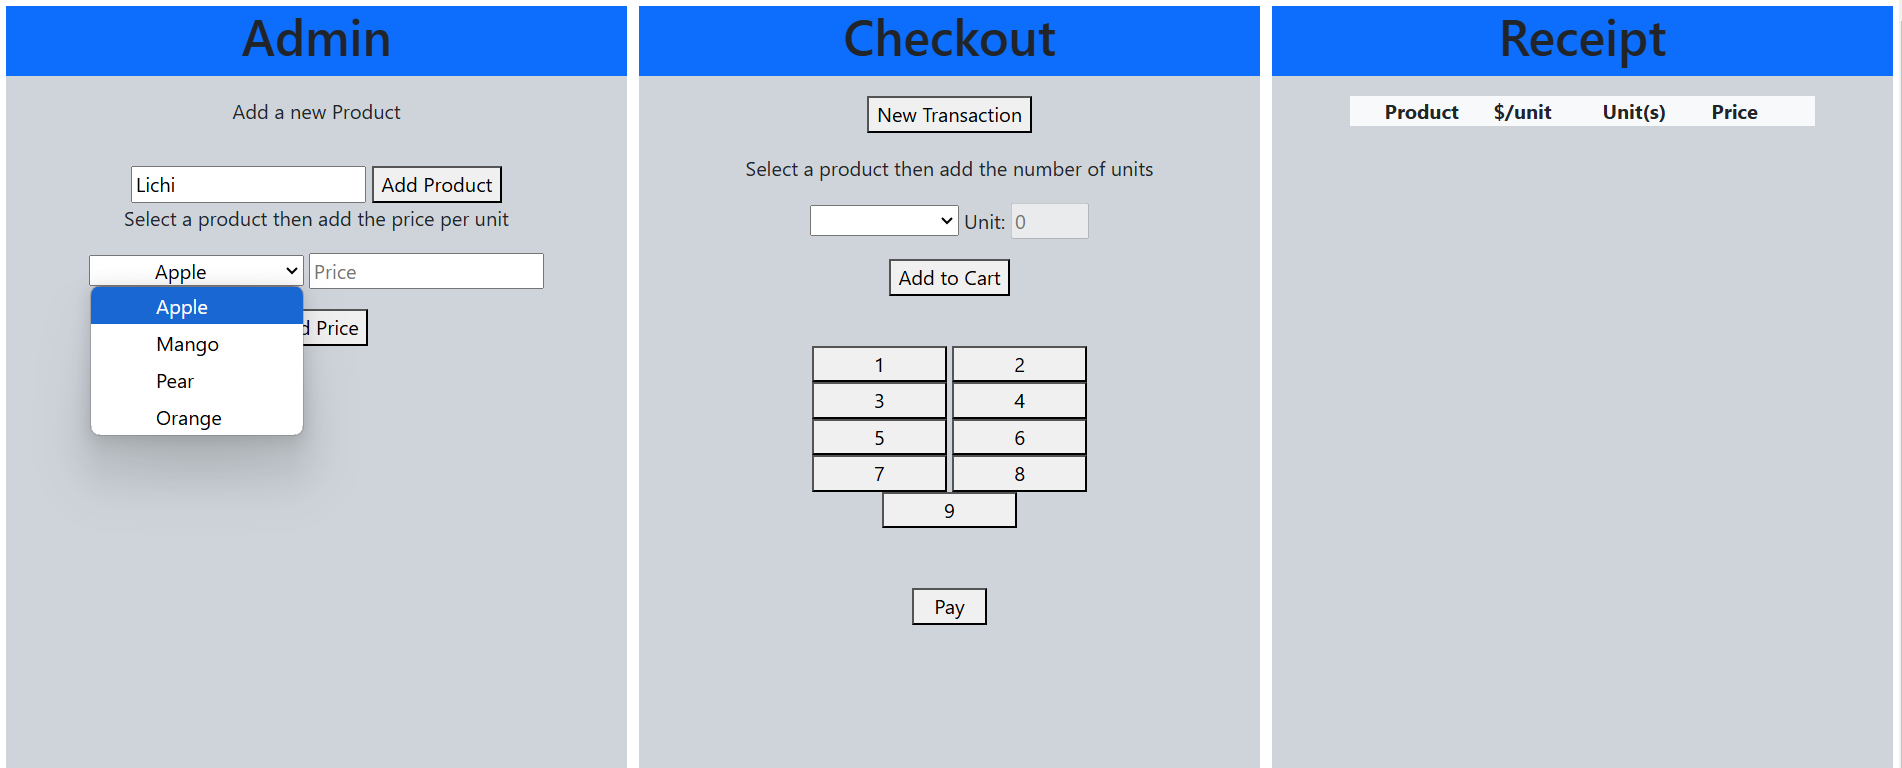 Admin
Add a new Product
Lichi
Add Product
Select a product then add the price per unit
Apple
Price
Apple
Mango
Pear
Orange
Price
Checkout
New Transaction
Select a product then add the number of units
Unit: 0
Add to Cart
1 2
3 4
5 6
7 8
9
Pay
Receipt
Product $/unit Unit(s) Price